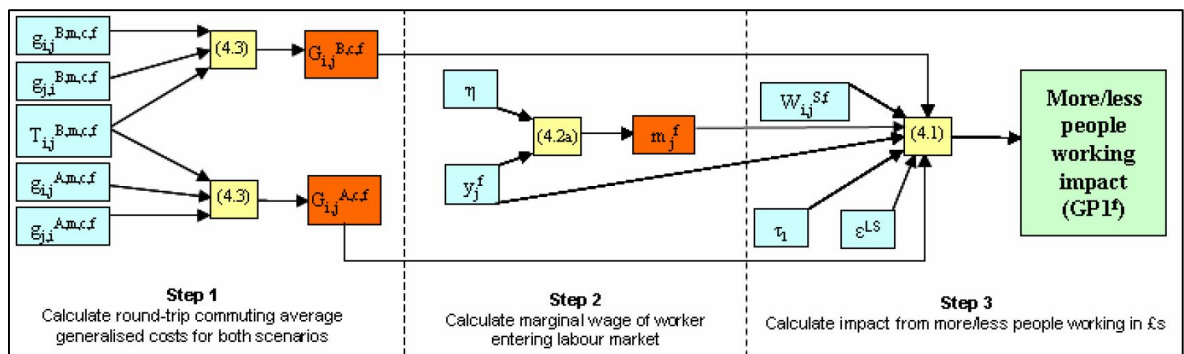 g_{i,j}^{B,m,c,f}
g_{j,i}^{B,m,c,f}
T_{i,j}^{B,m,c,f}
g_{i,j}^{A,m,c,f}
g_{j,i}^{A,m,c,f}
(4.3)
G_{i,j}^{B,c,f}
(4.3)
G_{i,j}^{A,c,f}
Step 1
Calculate round-trip commuting average
generalised costs for both scenarios
η
y_j^f
(4.2a)
m_j^f
Step 2
Calculate marginal wage of worker
entering labour market
W_{i,j}^{S,f}
τ_1
ε^{LS}
(4.1)
More/less
people
working
impact
(GP1^f)
Step 3
Calculate impact from more/less people working in £s